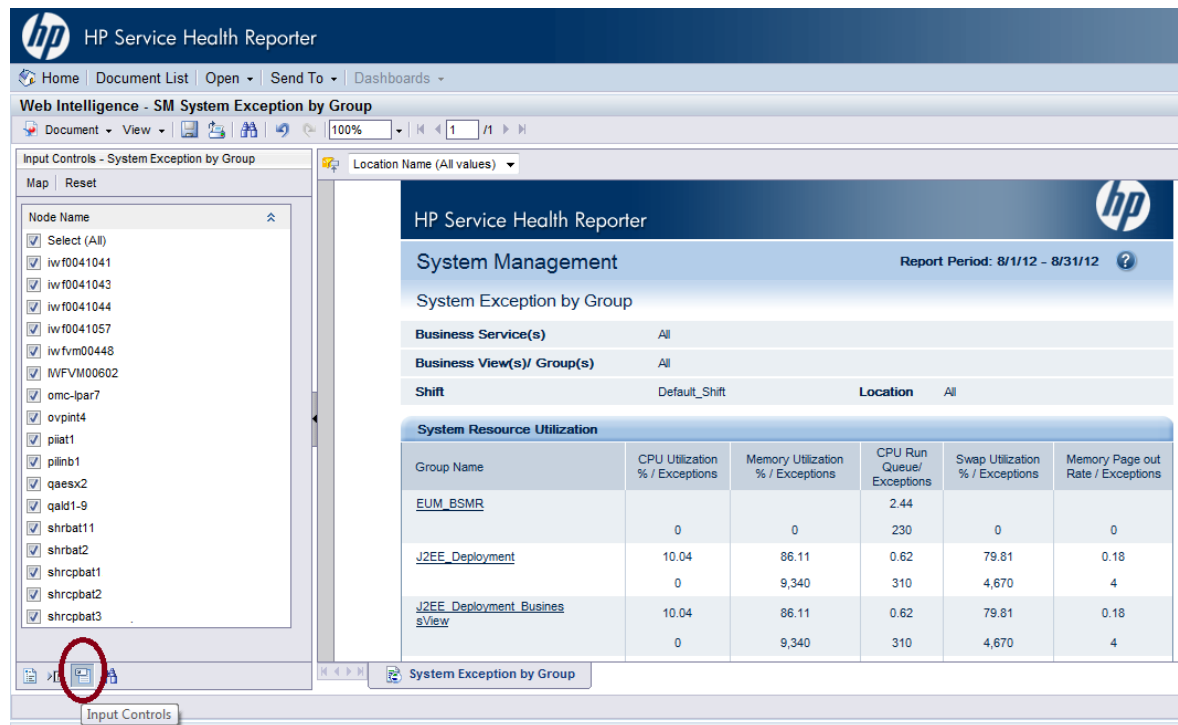 hp HP Service Health Reporter
Home Document List Open Send To Dashboards
Web Intelligence - SM System Exception by Group
Document View 100% 1 /1
Input Controls - System Exception by Group
Map Reset
Node Name
Select (All)
iwf0041041
iwf0041043
iwf0041044
iwf0041057
iwfvm00448
IWFVM00602
omc-lpar7
ovpint4
piiat1
pilinb1
qaesx2
qald1-9
shrbat11
shrbat2
shrcpbat1
shrcpbat2
shrcpbat3
Input Controls
Location Name (All values)
HP Service Health Reporter hp
System Management Report Period: 8/1/12 - 8/31/12 ?
System Exception by Group
Business Service(s) All
Business View(s)/ Group(s) All
Shift Default_Shift Location All
System Resource Utilization
Group Name CPU Utilization % / Exceptions Memory Utilization % / Exceptions CPU Run Queue/ Exceptions Swap Utilization % / Exceptions Memory Page out Rate / Exceptions
EUM_BSMR 2.44
0 0 230 0 0
J2EE_Deployment 10.04 86.11 0.62 79.81 0.18
0 9,340 310 4,670 4
J2EE_Deployment_Busines
sView 10.04 86.11 0.62 79.81 0.18
0 9,340 310 4,670 4
System Exception by Group